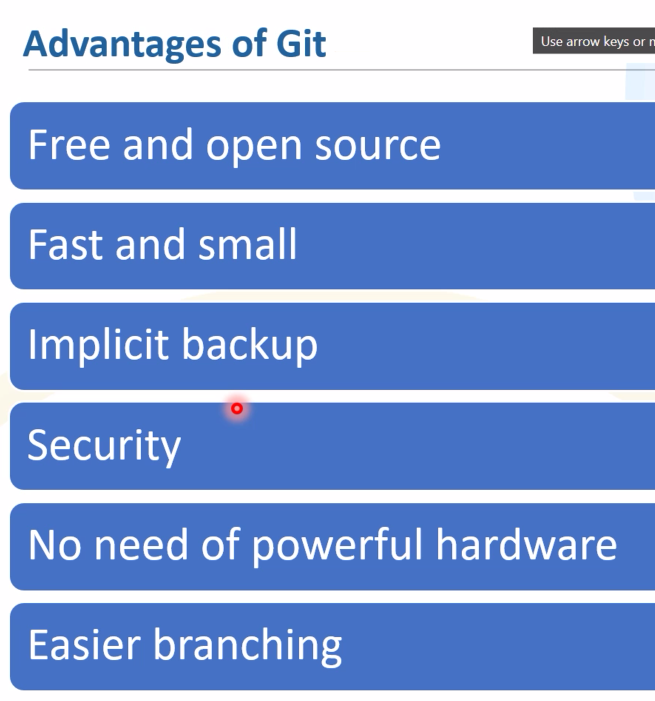 Advantages of Git
Use arrow keys or
Free and open source
Fast and small
Implicit backup
Security
No need of powerful hardware
Easier branching